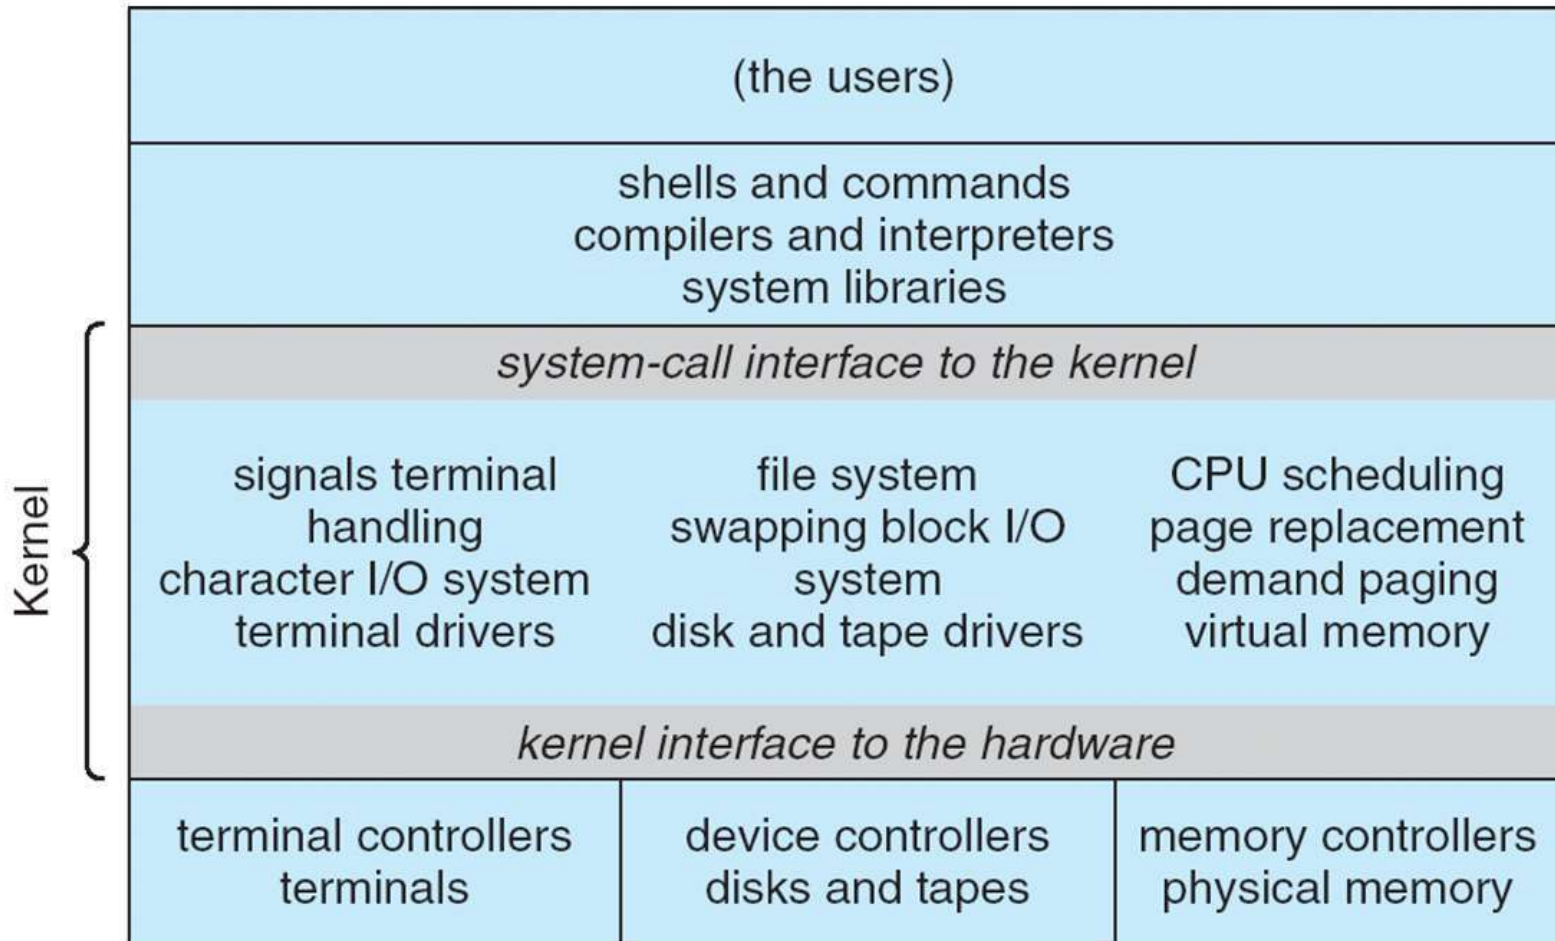 (the users)
shells and commands
compilers and interpreters
system libraries
Kernel
system-call interface to the kernel
signals terminal
handling
character I/O system
terminal drivers
file system
swapping block I/O
system
disk and tape drivers
CPU scheduling
page replacement
demand paging
virtual memory
kernel interface to the hardware
terminal controllers
terminals
device controllers
disks and tapes
memory controllers
physical memory